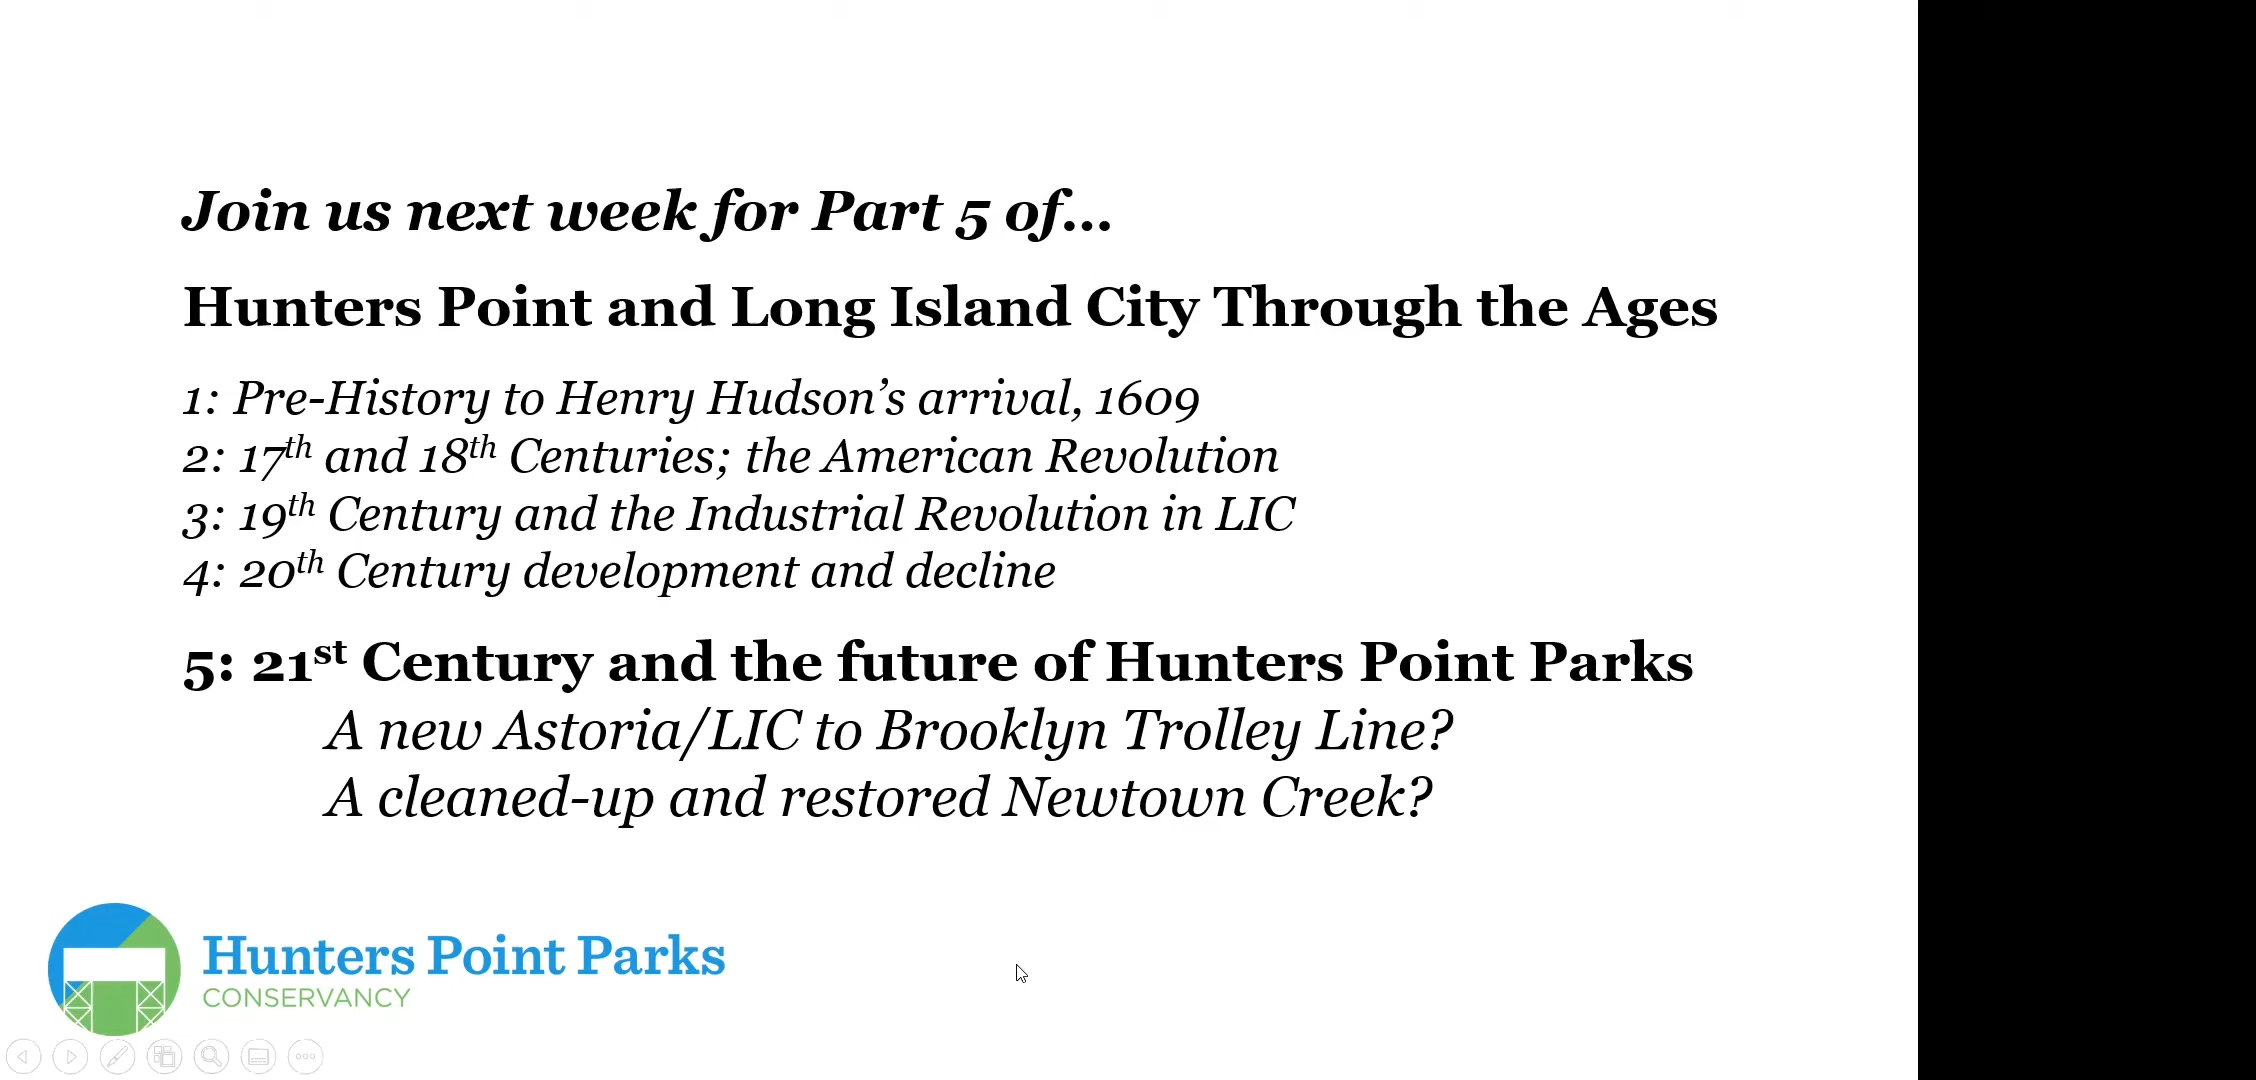 Join us next week for Part 5 of...
Hunters Point and Long Island City Through the Ages
1: Pre-History to Henry Hudson’s arrival, 1609
2: 17th and 18th Centuries; the American Revolution
3: 19th Century and the Industrial Revolution in LIC
4: 20th Century development and decline
5: 21st Century and the future of Hunters Point Parks
A new Astoria/LIC to Brooklyn Trolley Line?
A cleaned-up and restored Newtown Creek?
Hunters Point Parks
CONSERVANCY